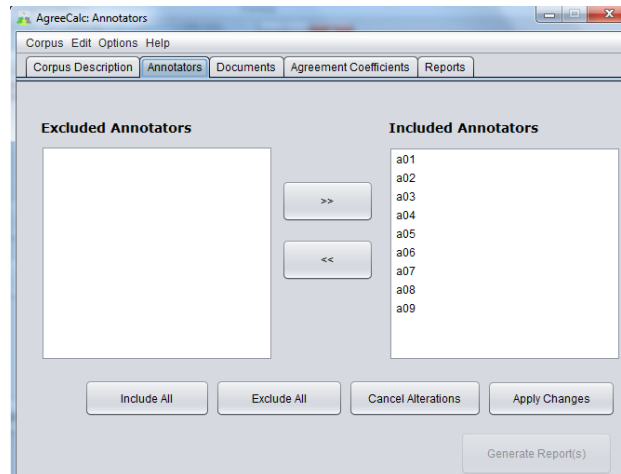 AgreeCalc: Annotators
Corpus Edit Options Help
Corpus Description Annotators Documents Agreement Coefficients Reports
Excluded Annotators Included Annotators
a01
a02
a03
>>
a04
a05
a06
<<
a07
a08
a09
Include All Exclude All Cancel Alterations Apply Changes
Generate Report(s)